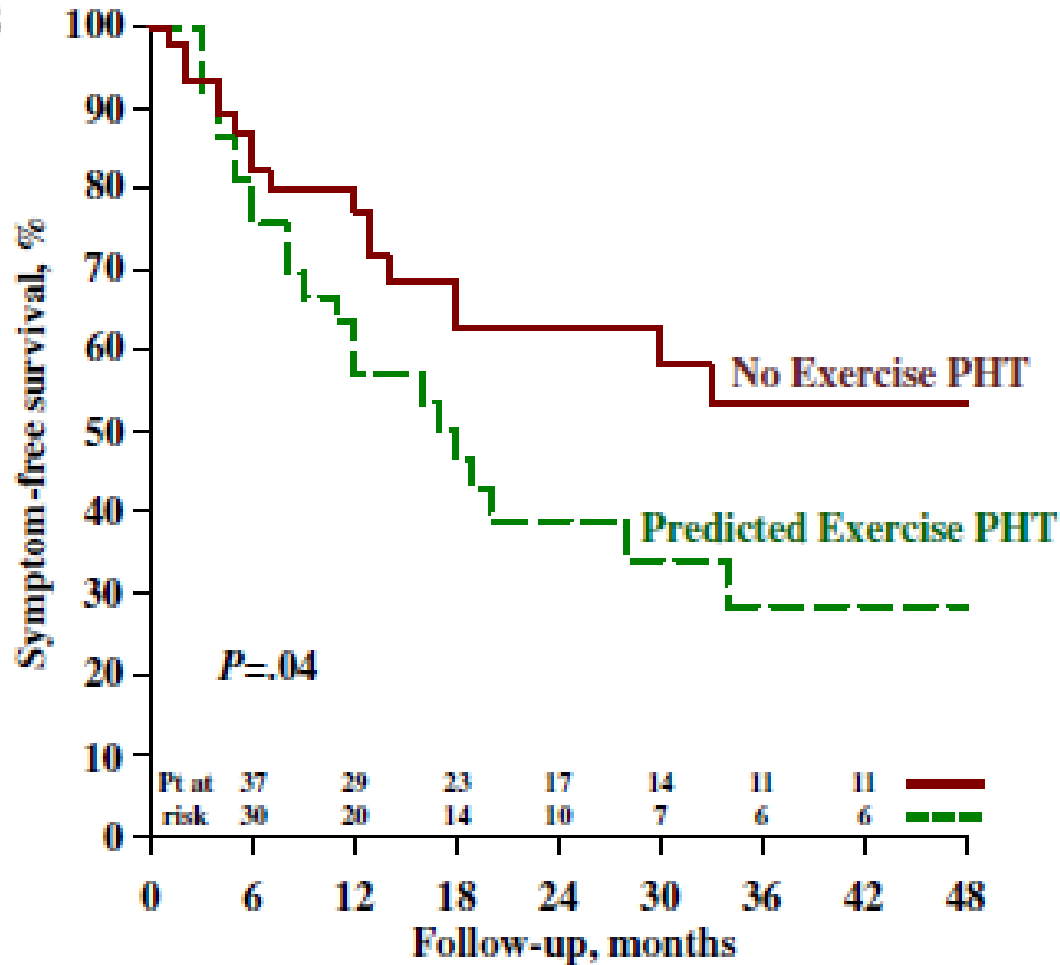 100
90
80
70
60
50
40
30
20
10
0
Symptom-free survival, %
No Exercise PHT
Predicted Exercise PHT
P=.04
Pt at 37 29 23 17 14 11 11
risk 30 20 14 10 7 6 6
0 6 12 18 24 30 36 42 48
Follow-up, months